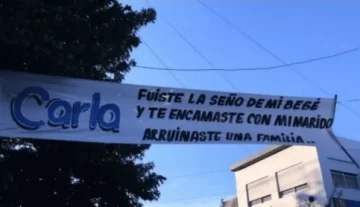 Carla
FUISTE LA SEÑO DE MI BEBÉ
Y TE ENCAMASTE CON MI MARIDO
ARRUINASTE UNA FAMILIA...